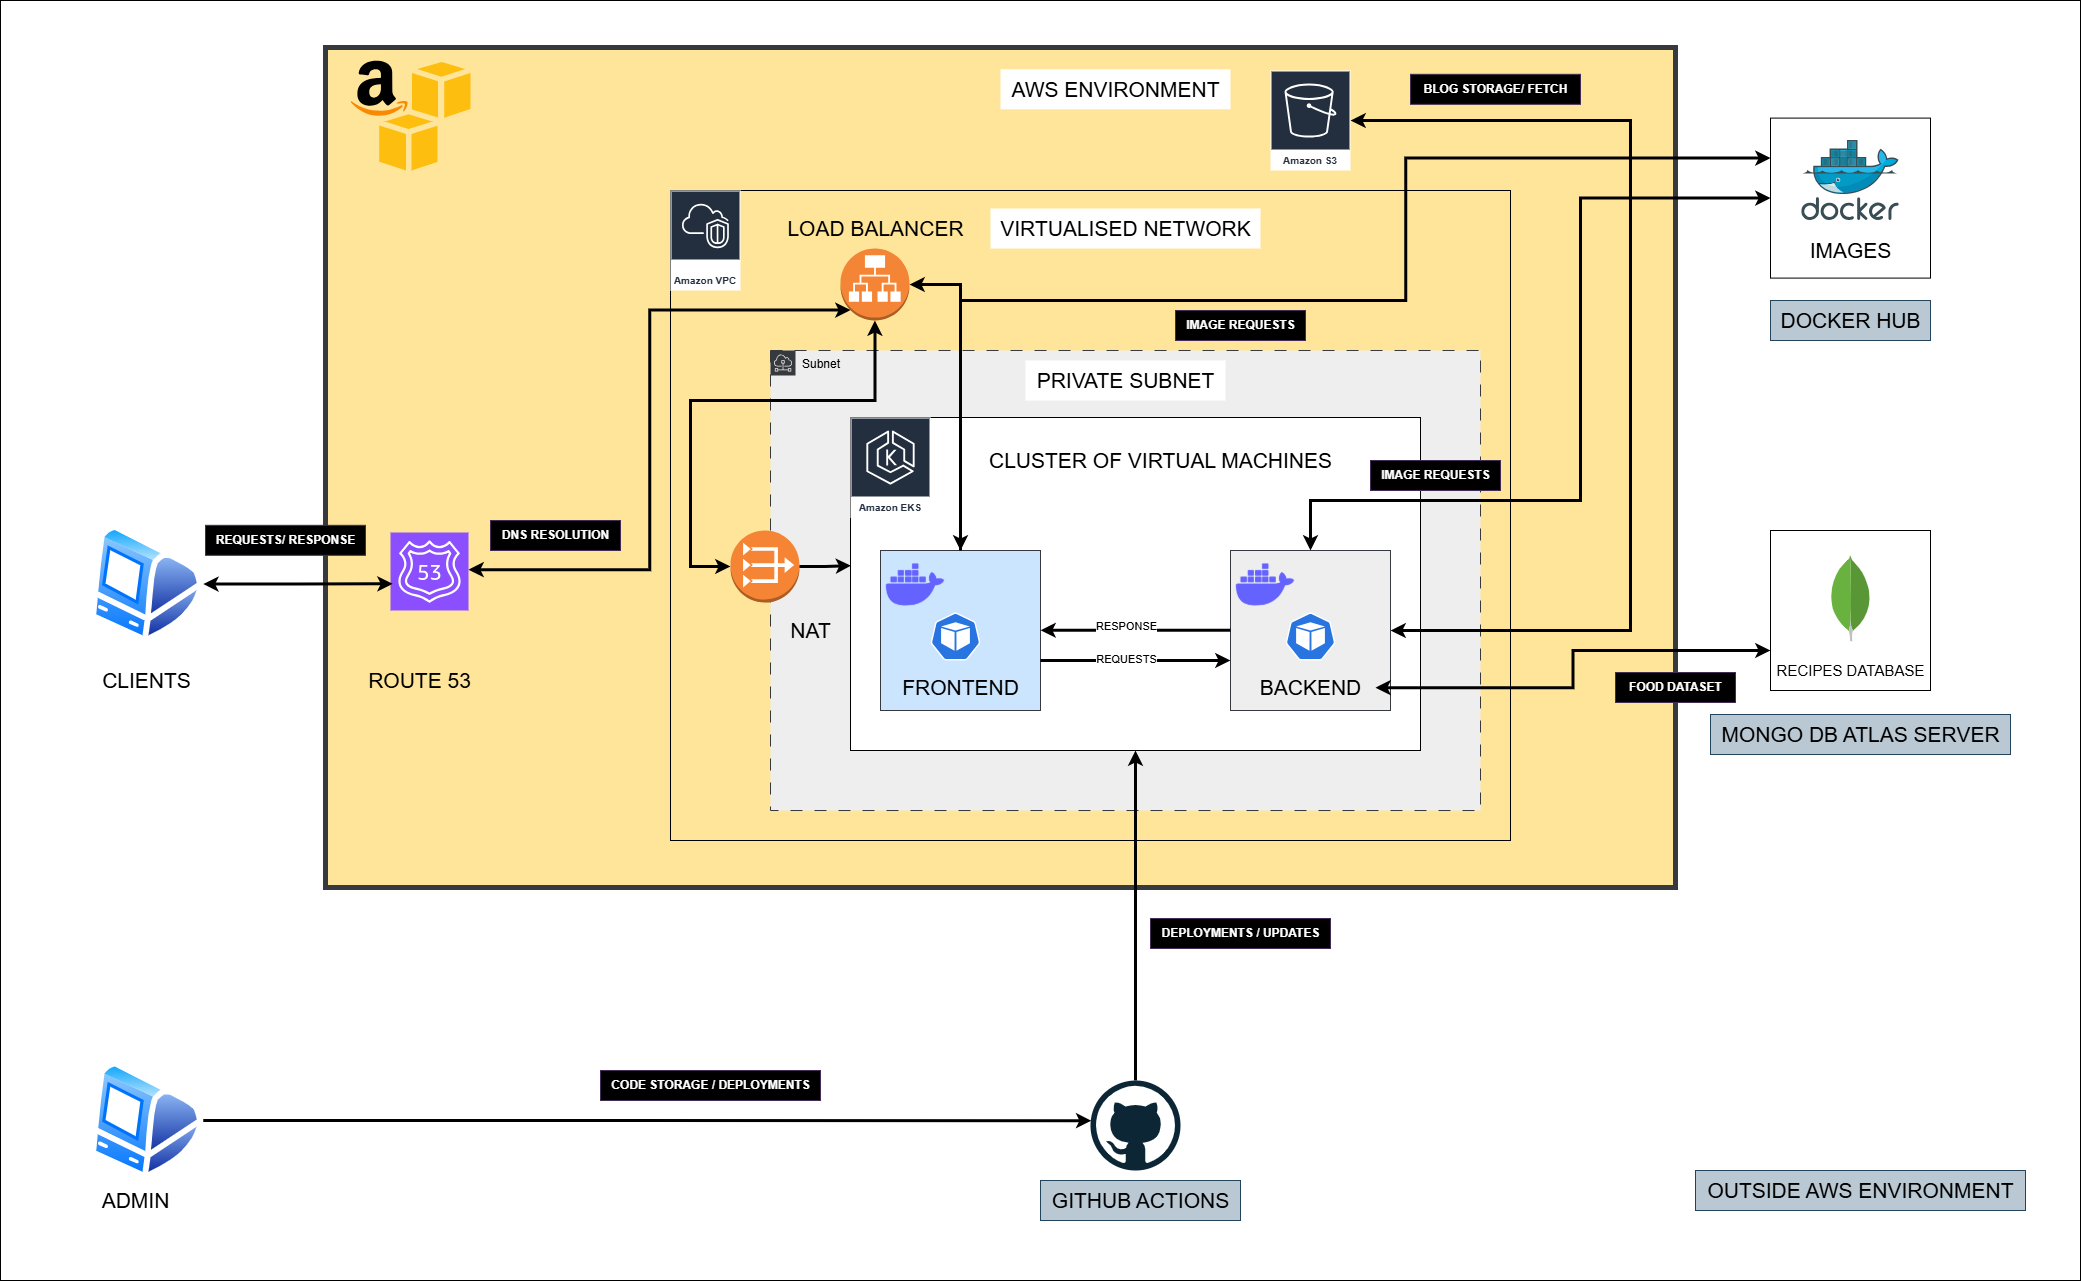 a
AWS ENVIRONMENT
BLOG STORAGE/ FETCH
Amazon S3
docker
IMAGES
DOCKER HUB
LOAD BALANCER
VIRTUALISED NETWORK
Amazon VPC
IMAGE REQUESTS
Subnet
PRIVATE SUBNET
K
Amazon EKS
CLUSTER OF VIRTUAL MACHINES
IMAGE REQUESTS
REQUESTS/ RESPONSE
DNS RESOLUTION
53
CLIENTS
ROUTE 53
NAT
RESPONSE
REQUESTS
FRONTEND
BACKEND
RECIPES DATABASE
FOOD DATASET
MONGO DB ATLAS SERVER
DEPLOYMENTS / UPDATES
CODE STORAGE / DEPLOYMENTS
ADMIN
GITHUB ACTIONS
OUTSIDE AWS ENVIRONMENT